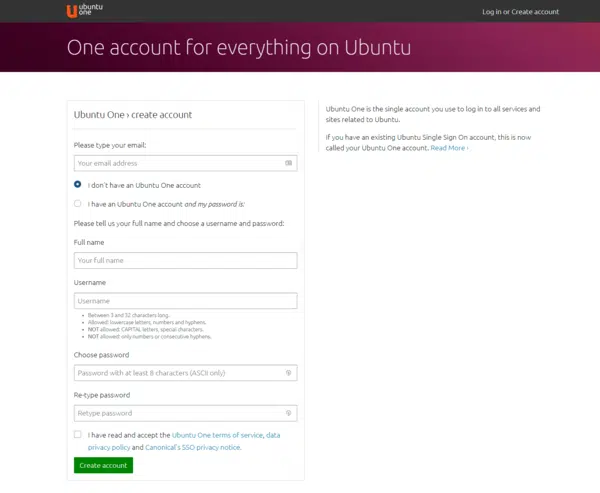 ubuntu
one
Log in or Create account
One account for everything on Ubuntu
Ubuntu One › create account
Please type your email:
Your email address
I don't have an Ubuntu One account
I have an Ubuntu One account and my password is:
Please tell us your full name and choose a username and password:
Full name
Your full name
Username
Username
Between 3 and 32 characters long.
Allowed: lowercase letters, numbers and hyphens.
NOT allowed: CAPITAL letters, special characters.
NOT allowed: only numbers or consecutive hyphens.
Choose password
Password with at least 8 characters (ASCII only)
Re-type password
Retype password
I have read and accept the Ubuntu One terms of service, data
privacy policy and Canonical's SSO privacy notice.
Create account
Ubuntu One is the single account you use to log in to all services and
sites related to Ubuntu.
If you have an existing Ubuntu Single Sign On account, this is now
called your Ubuntu One account. Read More ›